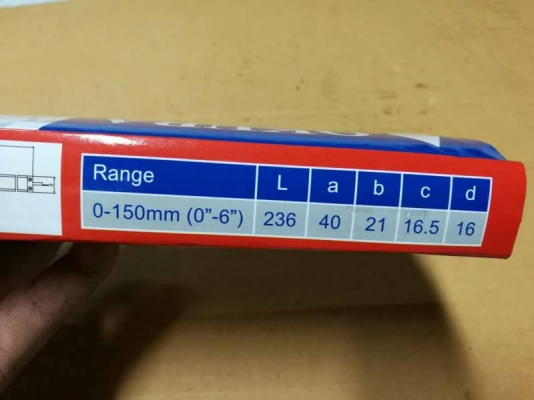 Range L a b c d
0-150mm (0”-6”) 236 40 21 16.5 16